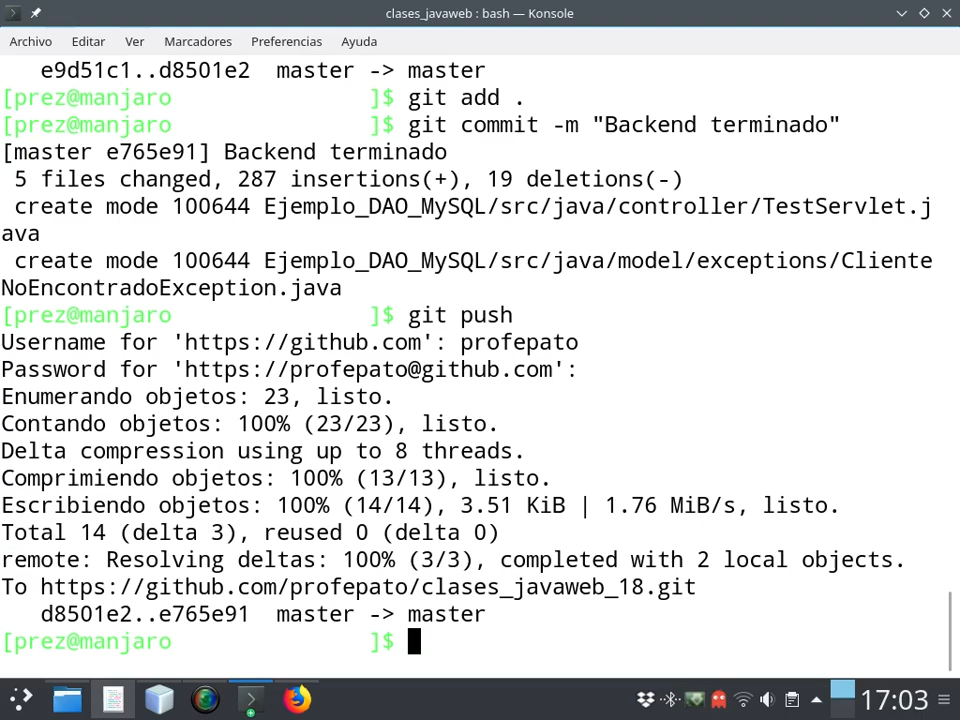 clases_javaweb : bash — Konsole
Archivo Editar Ver Marcadores Preferencias Ayuda
e9d51c1..d8501e2  master -> master
[prez@manjaro ]$ git add .
[prez@manjaro ]$ git commit -m "Backend terminado"
[master e765e91] Backend terminado
5 files changed, 287 insertions(+), 19 deletions(-)
create mode 100644 Ejemplo_DAO_MySQL/src/java/controller/TestServlet.j
ava
create mode 100644 Ejemplo_DAO_MySQL/src/java/model/exceptions/Cliente
NoEncontradoException.java
[prez@manjaro ]$ git push
Username for 'https://github.com': profepato
Password for 'https://profepato@github.com':
Enumerando objetos: 23, listo.
Contando objetos: 100% (23/23), listo.
Delta compression using up to 8 threads.
Comprimiendo objetos: 100% (13/13), listo.
Escribiendo objetos: 100% (14/14), 3.51 KiB | 1.76 MiB/s, listo.
Total 14 (delta 3), reused 0 (delta 0)
remote: Resolving deltas: 100% (3/3), completed with 2 local objects.
To https://github.com/profepato/clases_javaweb_18.git
d8501e2..e765e91  master -> master
[prez@manjaro ]$
17:03